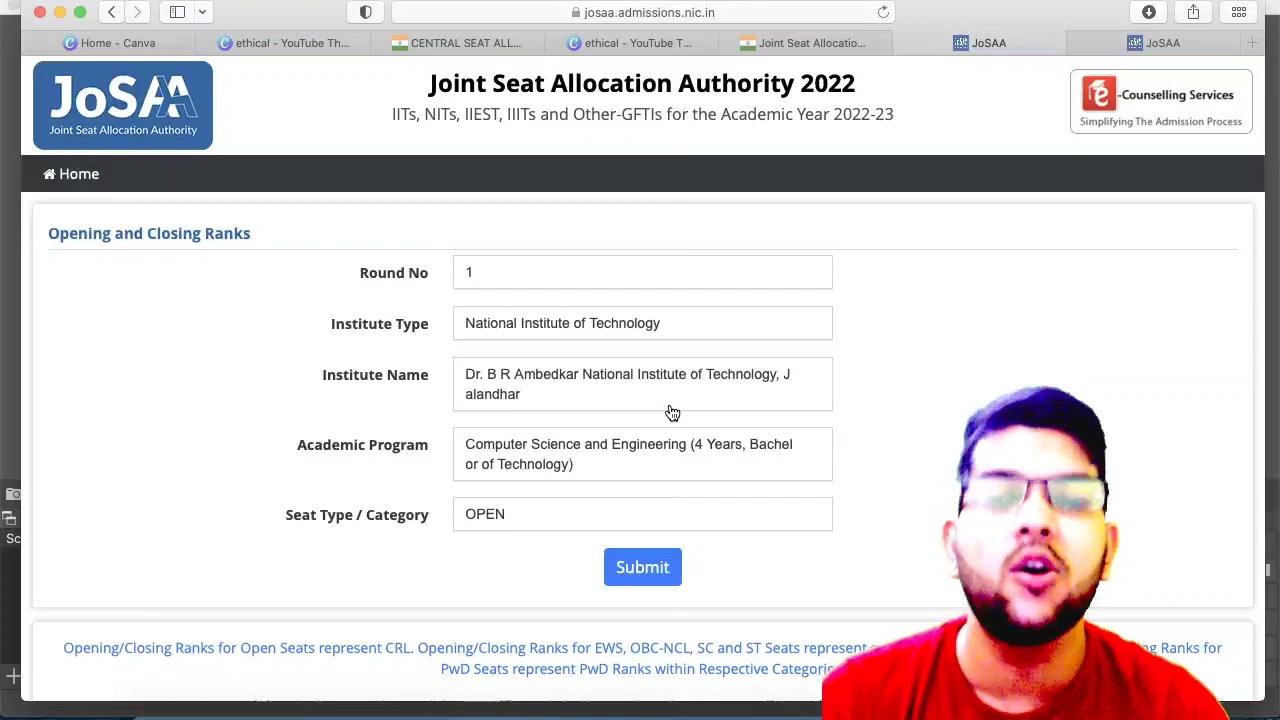 josaa.admissions.nic.in
Home - Canva
ethical - YouTube Th...
CENTRAL SEAT ALL...
ethical - YouTube T...
Joint Seat Allocatio...
JoSAA
JoSAA
JoSAA
Joint Seat Allocation Authority
Joint Seat Allocation Authority 2022
IITs, NITs, IIEST, IIITs and Other-GFTIs for the Academic Year 2022-23
-Counselling Services
Simplifying The Admission Process
Home
Opening and Closing Ranks
Round No
1
Institute Type
National Institute of Technology
Institute Name
Dr. B R Ambedkar National Institute of Technology, J
alandhar
Academic Program
Computer Science and Engineering (4 Years, Bachel
or of Technology)
Seat Type / Category
OPEN
Submit
Sc
Opening/Closing Ranks for Open Seats represent CRL. Opening/Closing Ranks for EWS, OBC-NCL, SC and ST Seats represent Ranks for
PwD Seats represent PwD Ranks within Respective